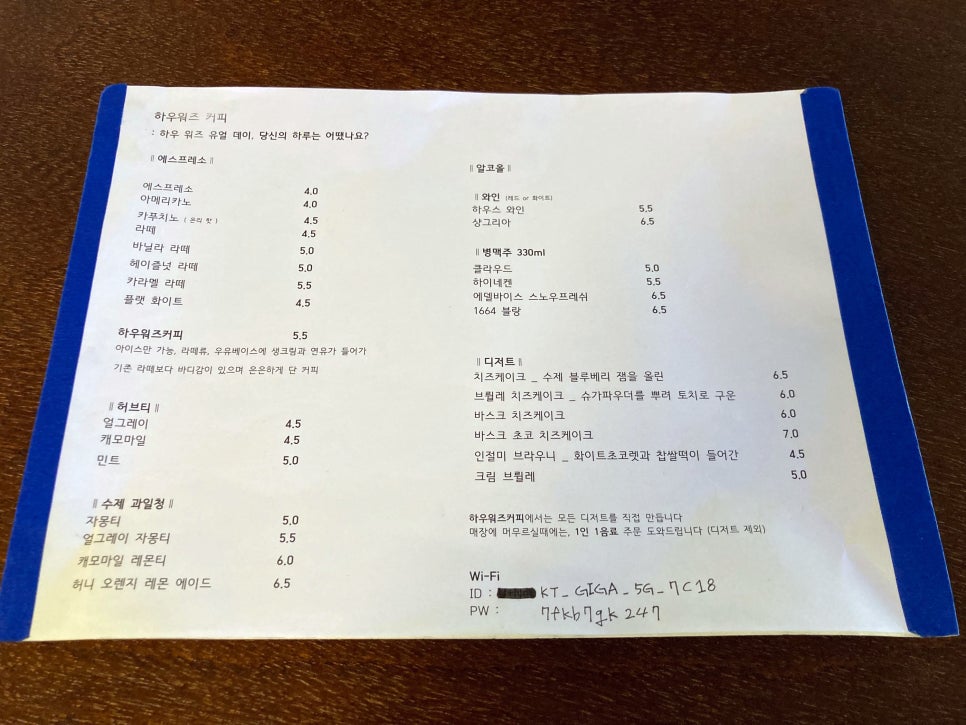 하우워즈 커피
: 하우 워즈 유얼 데이, 당신의 하루는 어땠나요?
‖ 에스프레소 ‖
에스프레소 4.0
아메리카노 4.0
카푸치노 ( 온리 핫 ) 4.5
라떼 4.5
바닐라 라떼 5.0
헤이즐넛 라떼 5.0
카라멜 라떼 5.5
플랫 화이트 4.5
하우워즈커피 5.5
아이스만 가능, 라떼류, 우유베이스에 생크림과 연유가 들어가
기존 라떼보다 바디감이 있으며 은은하게 단 커피
‖ 허브티 ‖
얼그레이 4.5
캐모마일 4.5
민트 5.0
‖ 수제 과일청 ‖
자몽티 5.0
얼그레이 자몽티 5.5
캐모마일 레몬티 6.0
허니 오렌지 레몬 에이드 6.5
‖ 알코올 ‖
‖ 와인 (레드 or 화이트)
하우스 와인 5.5
샹그리아 6.5
‖ 병맥주 330ml
클라우드 5.0
하이네켄 5.5
에델바이스 스노우프레쉬 6.5
1664 블랑 6.5
‖ 디저트 ‖
치즈케이크 _ 수제 블루베리 잼을 올린 6.5
브륄레 치즈케이크 _ 슈가파우더를 뿌려 토치로 구운 6.0
바스크 치즈케이크 6.0
바스크 초코 치즈케이크 7.0
인절미 브라우니 _ 화이트초코렛과 찹쌀떡이 들어간 4.5
크림 브륄레 5.0
하우워즈커피에서는 모든 디저트를 직접 만듭니다
매장에 머무르실때에는, 1인 1음료 주문 도와드립니다 (디저트 제외)
Wi-Fi
ID : KT_GIGA_5G_7C18
PW : 7fkb7gk247